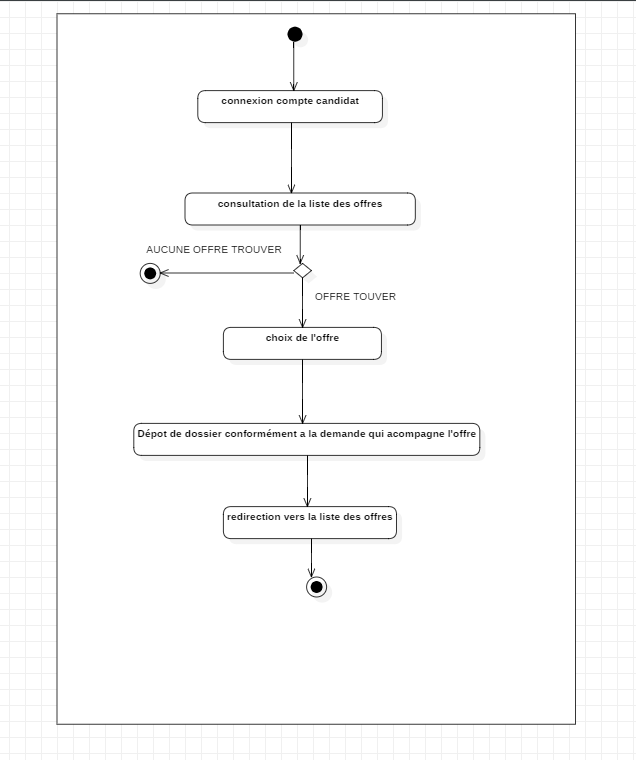 connexion compte candidat
consultation de la liste des offres
AUCUNE OFFRE TROUVER
OFFRE TOUVER
choix de l'offre
Dépot de dossier conformément a la demande qui acompagne l'offre
redirection vers la liste des offres